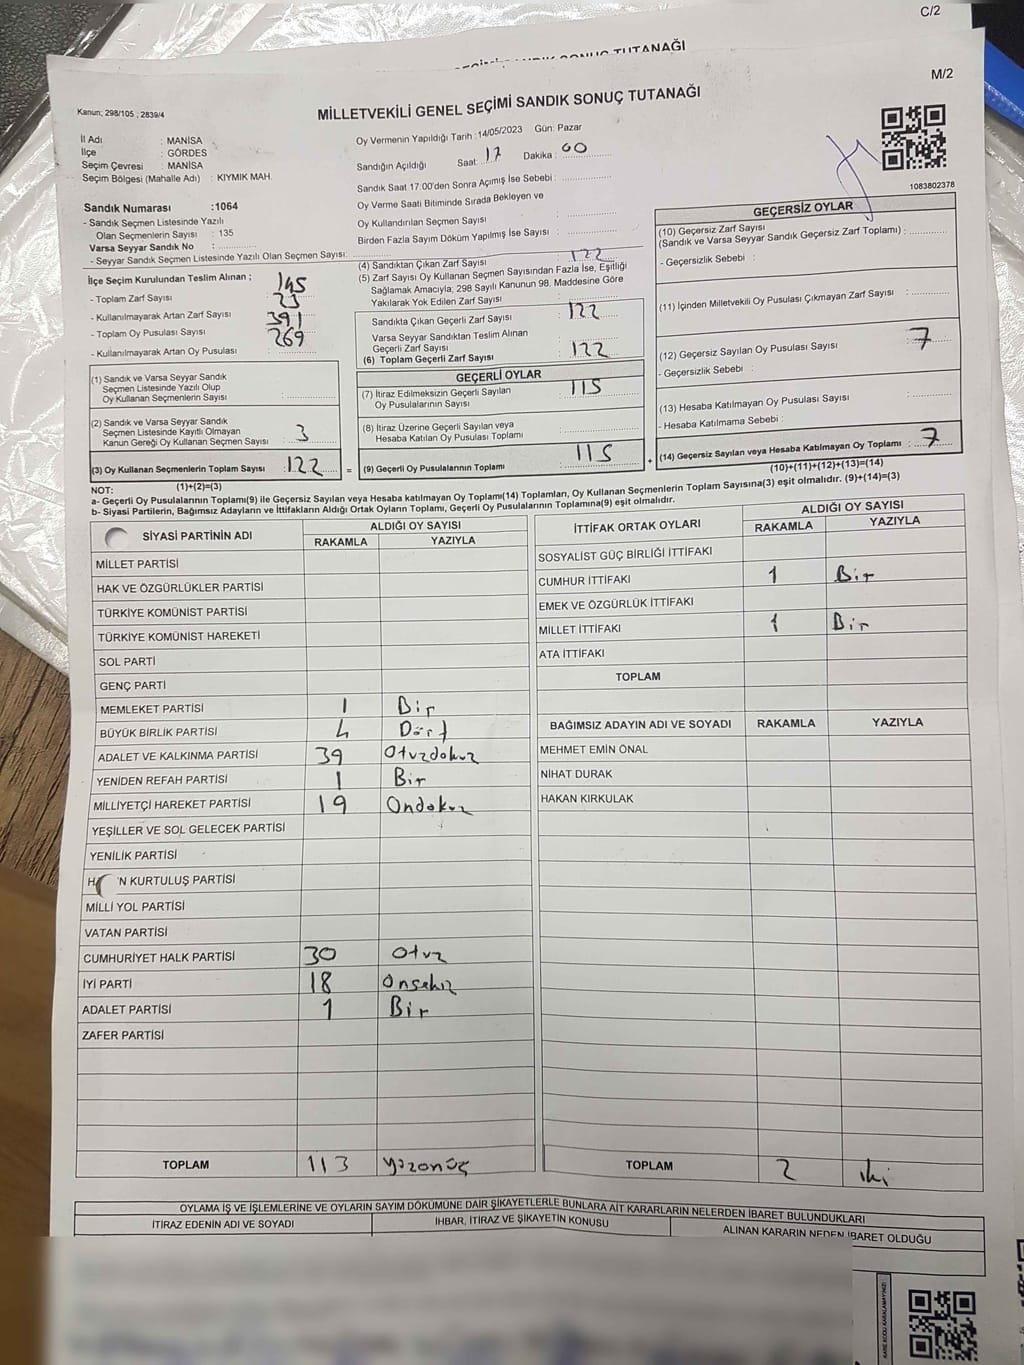 C/2
SONUÇ TUTANAĞI
M/2
Kanun; 298/105 ; 2839/4
MİLLETVEKİLİ GENEL SEÇİMİ SANDIK SONUÇ TUTANAĞI
İl Adı : MANİSA
İlçe : GÖRDES
Seçim Çevresi : MANİSA
Seçim Bölgesi (Mahalle Adı) : KIYMIK MAH.
Sandık Numarası :1064
- Sandık Seçmen Listesinde Yazılı
Olan Seçmenlerin Sayısı : 135
Varsa Seyyar Sandık No :
- Seyyar Sandık Seçmen Listesinde Yazılı Olan Seçmen Sayısı:
Oy Vermenin Yapıldığı Tarih :14/05/2023 Gün: Pazar
Sandığın Açıldığı Saat: 17 Dakika : 00
Sandık Saat 17:00'den Sonra Açımış İse Sebebi :
Oy Verme Saati Bitiminde Sırada Bekleyen ve
Oy Kullandırılan Seçmen Sayısı :
Birden Fazla Sayım Döküm Yapılmış İse Sayısı :
1083802378
İlçe Seçim Kurulundan Teslim Alınan ;
- Toplam Zarf Sayısı : 145
- Kullanılmayarak Artan Zarf Sayısı : 23
- Toplam Oy Pusulası Sayısı : 391
- Kullanılmayarak Artan Oy Pusulası : 269
(1) Sandık ve Varsa Seyyar Sandık
Seçmen Listesinde Yazılı Olup
Oy Kullanan Seçmenlerin Sayısı :
(2) Sandık ve Varsa Seyyar Sandık
Seçmen Listesinde Kayıtlı Olmayan
Kanun Gereği Oy Kullanan Seçmen Sayısı : 3
(3) Oy Kullanan Seçmenlerin Toplam Sayısı : 122 =
(1)+(2)=(3)
(4) Sandıktan Çıkan Zarf Sayısı : 122
(5) Zarf Sayısı Oy Kullanan Seçmen Sayısından Fazla İse, Eşitliği
Sağlamak Amacıyla; 298 Sayılı Kanunun 98. Maddesine Göre
Yakılarak Yok Edilen Zarf Sayısı :
Sandıkta Çıkan Geçerli Zarf Sayısı : 122
Varsa Seyyar Sandıktan Teslim Alınan
Geçerli Zarf Sayısı :
(6) Toplam Geçerli Zarf Sayısı : 122
GEÇERLİ OYLAR
(7) İtiraz Edilmeksizin Geçerli Sayılan
Oy Pusulalarının Sayısı : 115
(8) İtiraz Üzerine Geçerli Sayılan veya
Hesaba Katılan Oy Pusulası Toplamı :
(9) Geçerli Oy Pusulalarının Toplamı : 115 +
GEÇERSİZ OYLAR
(10) Geçersiz Zarf Sayısı
(Sandık ve Varsa Seyyar Sandık Geçersiz Zarf Toplamı) :
- Geçersizlik Sebebi :
(11) İçinden Milletvekili Oy Pusulası Çıkmayan Zarf Sayısı :
(12) Geçersiz Sayılan Oy Pusulası Sayısı : 7
- Geçersizlik Sebebi :
(13) Hesaba Katılmayan Oy Pusulası Sayısı :
- Hesaba Katılmama Sebebi :
(14) Geçersiz Sayılan veya Hesaba Katılmayan Oy Toplamı : 7
(10)+(11)+(12)+(13)=(14)
NOT:
a- Geçerli Oy Pusulalarının Toplamı(9) ile Geçersiz Sayılan veya Hesaba katılmayan Oy Toplamı(14) Toplamları, Oy Kullanan Seçmenlerin Toplam Sayısına(3) eşit olmalıdır. (9)+(14)=(3)
b- Siyasi Partilerin, Bağımsız Adayların ve İttifakların Aldığı Ortak Oyların Toplamı, Geçerli Oy Pusulalarının Toplamına(9) eşit olmalıdır.
SİYASİ PARTİNİN ADI ALDIĞI OY SAYISI
RAKAMLA YAZIYLA
MİLLET PARTİSİ
HAK VE ÖZGÜRLÜKLER PARTİSİ
TÜRKİYE KOMÜNİST PARTİSİ
TÜRKİYE KOMÜNİST HAREKETİ
SOL PARTİ
GENÇ PARTİ
MEMLEKET PARTİSİ 1 Bir
BÜYÜK BİRLİK PARTİSİ 4 Dört
ADALET VE KALKINMA PARTİSİ 39 Otuzdokuz
YENİDEN REFAH PARTİSİ 1 Bir
MİLLİYETÇİ HAREKET PARTİSİ 19 Ondokuz
YEŞİLLER VE SOL GELECEK PARTİSİ
YENİLİK PARTİSİ
H N KURTULUŞ PARTİSİ
MİLLİ YOL PARTİSİ
VATAN PARTİSİ
CUMHURİYET HALK PARTİSİ 30 Otuz
İYİ PARTİ 18 Onsekiz
ADALET PARTİSİ 1 Bir
ZAFER PARTİSİ
TOPLAM 113 Yüzonüç
İTTİFAK ORTAK OYLARI ALDIĞI OY SAYISI
RAKAMLA YAZIYLA
SOSYALİST GÜÇ BİRLİĞİ İTTİFAKI
CUMHUR İTTİFAKI 1 Bir
EMEK VE ÖZGÜRLÜK İTTİFAKI
MİLLET İTTİFAKI 1 Bir
ATA İTTİFAKI
TOPLAM
BAĞIMSIZ ADAYIN ADI VE SOYADI RAKAMLA YAZIYLA
MEHMET EMİN ÖNAL
NİHAT DURAK
HAKAN KIRKULAK
TOPLAM 2 iki
OYLAMA İŞ VE İŞLEMLERİNE VE OYLARIN SAYIM DÖKÜMÜNE DAİR ŞİKAYETLERLE BUNLARA AİT KARARLARIN NELERDEN İBARET BULUNDUKLARI
İTİRAZ EDENİN ADI VE SOYADI İHBAR, İTİRAZ VE ŞİKAYETİN KONUSU ALINAN KARARIN NEDEN İBARET OLDUĞU